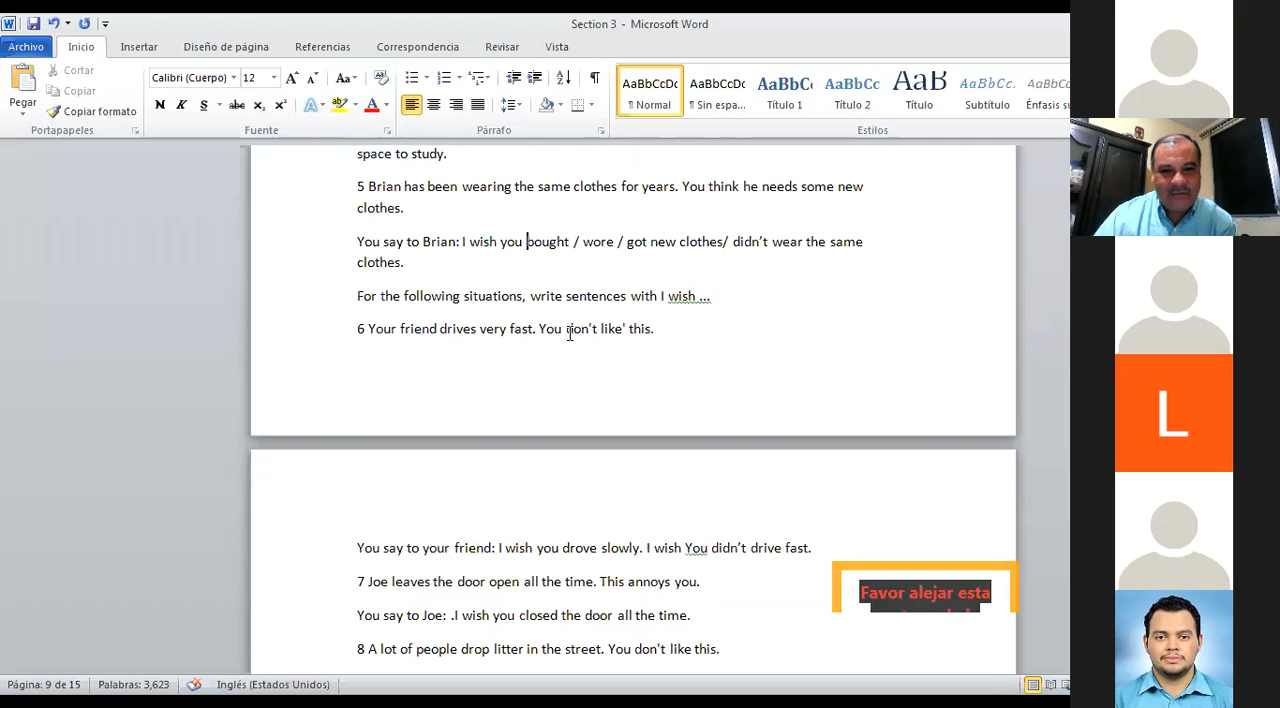 Section 3 - Microsoft Word
Archivo Inicio Insertar Diseño de página Referencias Correspondencia Revisar Vista
Pegar
Cortar
Copiar
Copiar formato
Portapapeles
Calibri (Cuerpo) 12
Fuente
Párrafo
AaBbCcDc AaBbCcDc AaBbC AaBbCc AaB AaBbCc. AaBbCcD
¶ Normal ¶ Sin espa... Título 1 Título 2 Título Subtítulo Énfasis su
Estilos
space to study.
5 Brian has been wearing the same clothes for years. You think he needs some new
clothes.
You say to Brian: I wish you bought / wore / got new clothes/ didn’t wear the same
clothes.
For the following situations, write sentences with I wish ...
6 Your friend drives very fast. You don't like' this.
You say to your friend: I wish you drove slowly. I wish You didn’t drive fast.
7 Joe leaves the door open all the time. This annoys you.
You say to Joe: .I wish you closed the door all the time.
8 A lot of people drop litter in the street. You don't like this.
Favor alejar esta
L
Página: 9 de 15 Palabras: 3,623 Inglés (Estados Unidos)